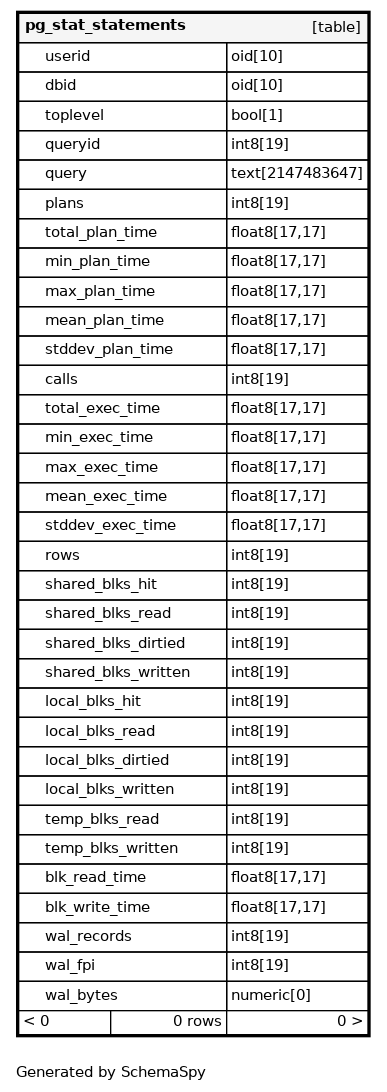 pg_stat_statements [table]
userid oid[10]
dbid oid[10]
toplevel bool[1]
queryid int8[19]
query text[2147483647]
plans int8[19]
total_plan_time float8[17,17]
min_plan_time float8[17,17]
max_plan_time float8[17,17]
mean_plan_time float8[17,17]
stddev_plan_time float8[17,17]
calls int8[19]
total_exec_time float8[17,17]
min_exec_time float8[17,17]
max_exec_time float8[17,17]
mean_exec_time float8[17,17]
stddev_exec_time float8[17,17]
rows int8[19]
shared_blks_hit int8[19]
shared_blks_read int8[19]
shared_blks_dirtied int8[19]
shared_blks_written int8[19]
local_blks_hit int8[19]
local_blks_read int8[19]
local_blks_dirtied int8[19]
local_blks_written int8[19]
temp_blks_read int8[19]
temp_blks_written int8[19]
blk_read_time float8[17,17]
blk_write_time float8[17,17]
wal_records int8[19]
wal_fpi int8[19]
wal_bytes numeric[0]
< 0 0 rows 0 >
Generated by SchemaSpy